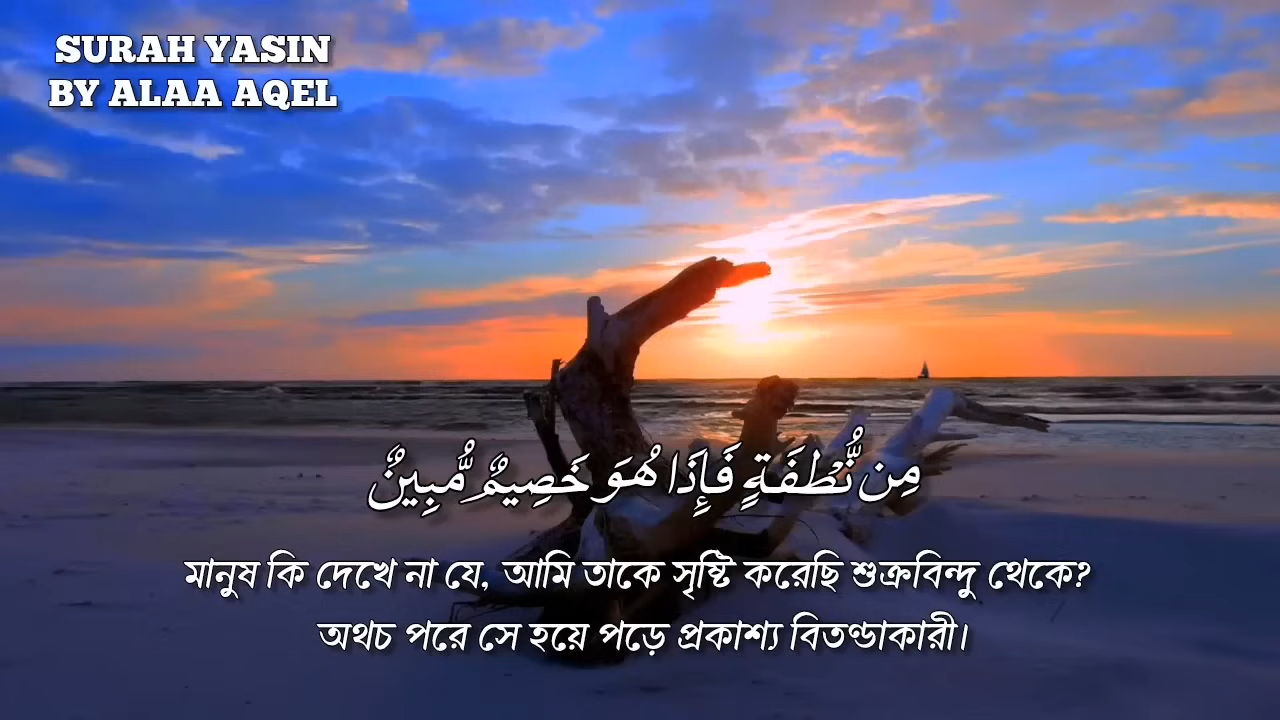 SURAH YASIN
BY ALAA AQEL
مِن نُّطْفَةٍ فَإِذَا هُوَ خَصِيمٌ مُّبِينٌ
মানুষ কি দেখে না যে, আমি তাকে সৃষ্টি করেছি শুক্রবিন্দু থেকে?
অথচ পরে সে হয়ে পড়ে প্রকাশ্য বিতণ্ডাকারী।